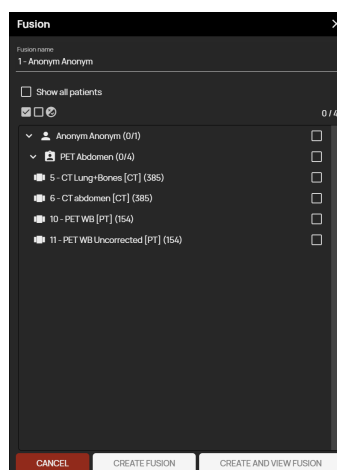 Fusion
Fusion name
1 - Anonym Anonym
Show all patients
0 / 4
Anonym Anonym (0/1)
PET Abdomen (0/4)
5 - CT Lung+Bones [CT] (385)
6 - CT abdomen [CT] (385)
10 - PET WB [PT] (154)
11 - PET WB Uncorrected [PT] (154)
CANCEL CREATE FUSION CREATE AND VIEW FUSION